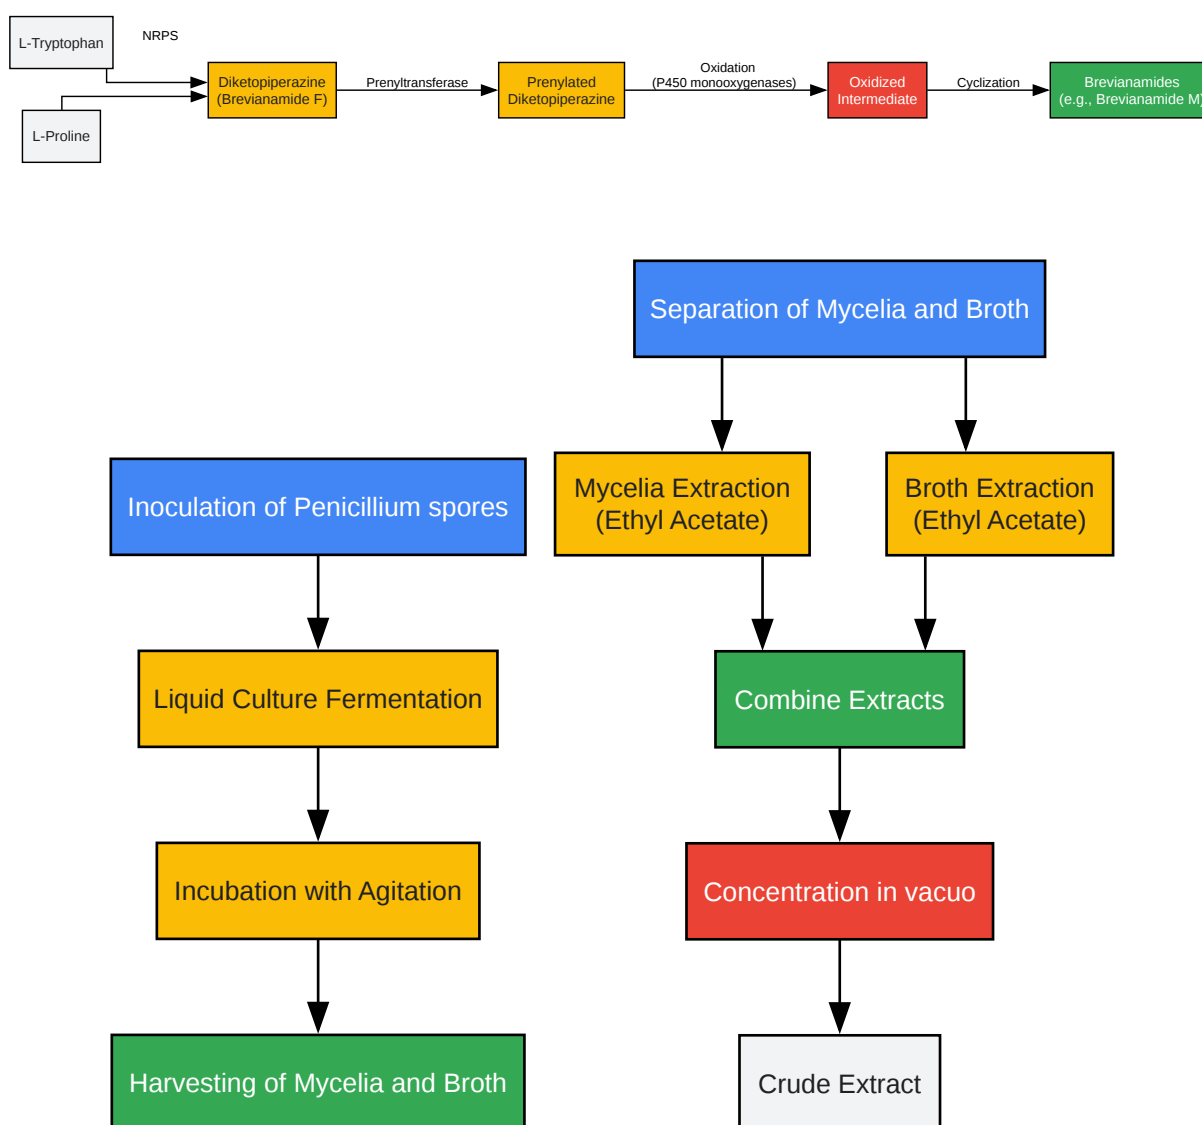 L-Tryptophan
NRPS
L-Proline
Diketopiperazine
(Brevianamide F)
Prenyltransferase
Prenylated
Diketopiperazine
Oxidation
(P450 monooxygenases)
Oxidized
Intermediate
Cyclization
Brevianamides
(e.g., Brevianamide M)
Separation of Mycelia and Broth
Mycelia Extraction
(Ethyl Acetate)
Broth Extraction
(Ethyl Acetate)
Combine Extracts
Concentration in vacuo
Crude Extract
Inoculation of Penicillium spores
Liquid Culture Fermentation
Incubation with Agitation
Harvesting of Mycelia and Broth